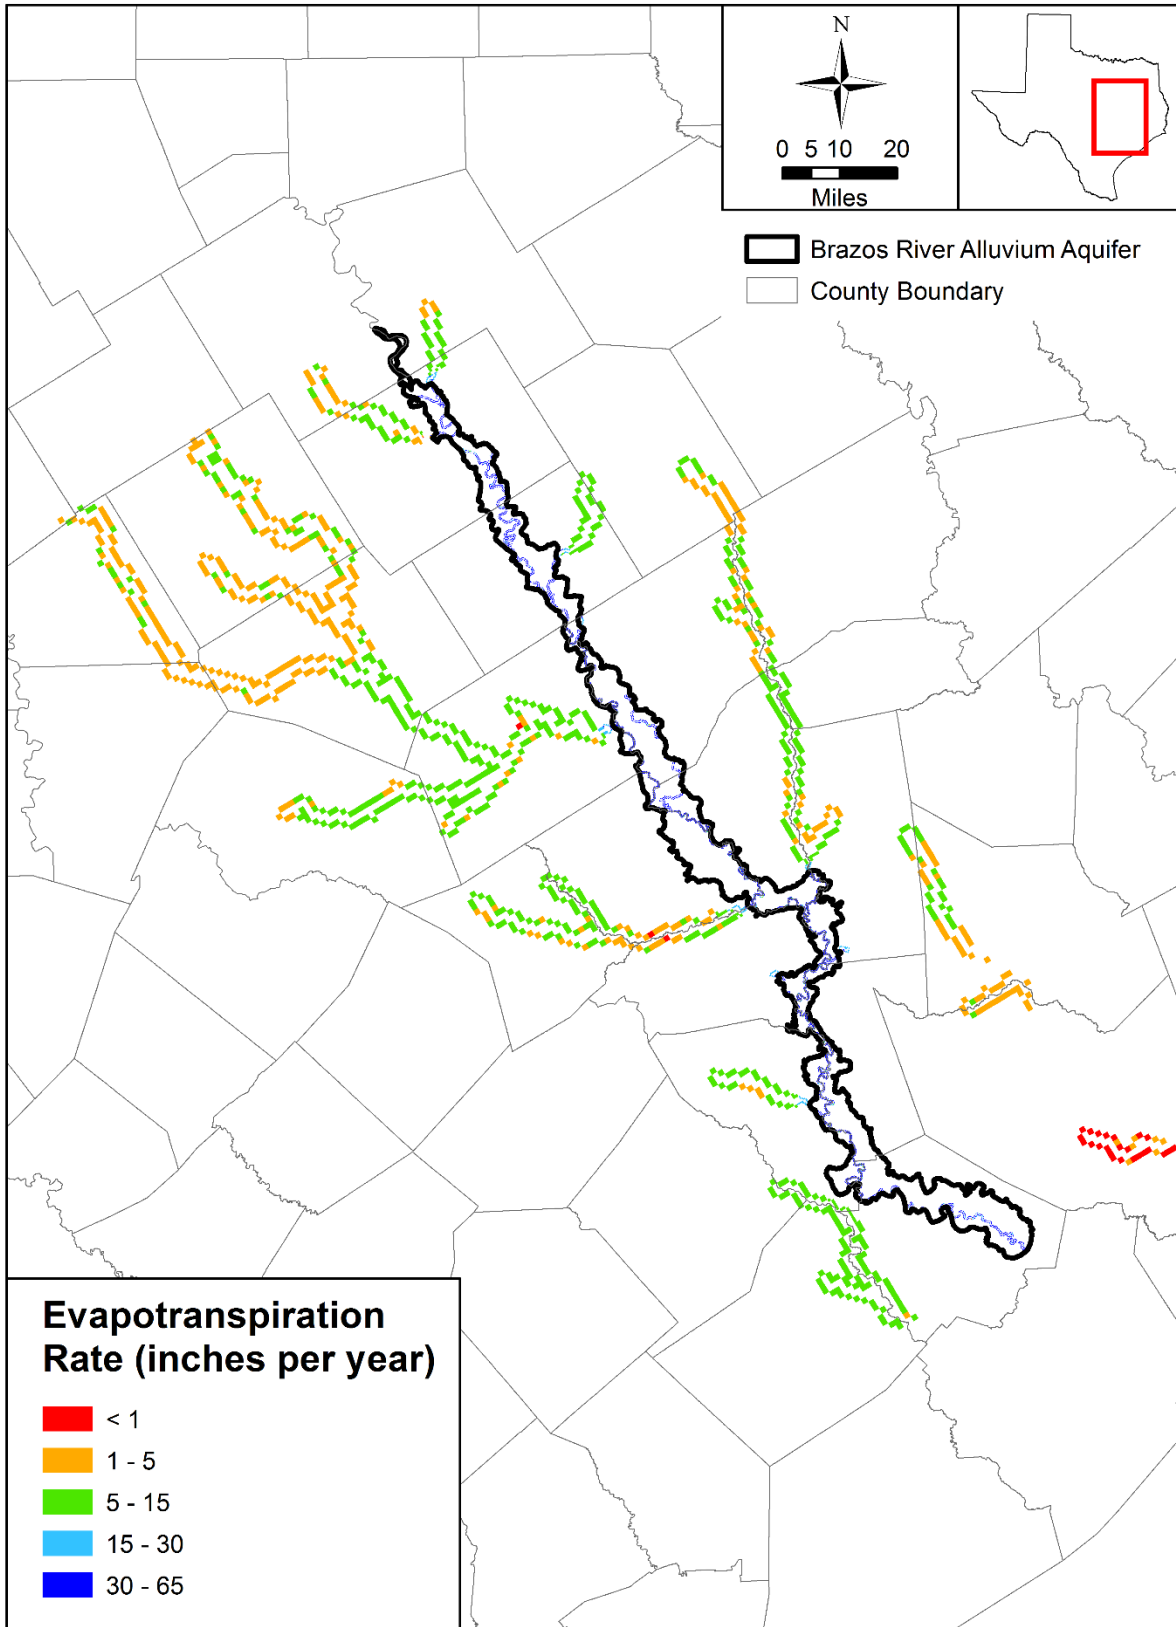 N
0 5 10 20
Miles
Brazos River Alluvium Aquifer
County Boundary
Evapotranspiration
Rate (inches per year)
< 1
1 - 5
5 - 15
15 - 30
30 - 65